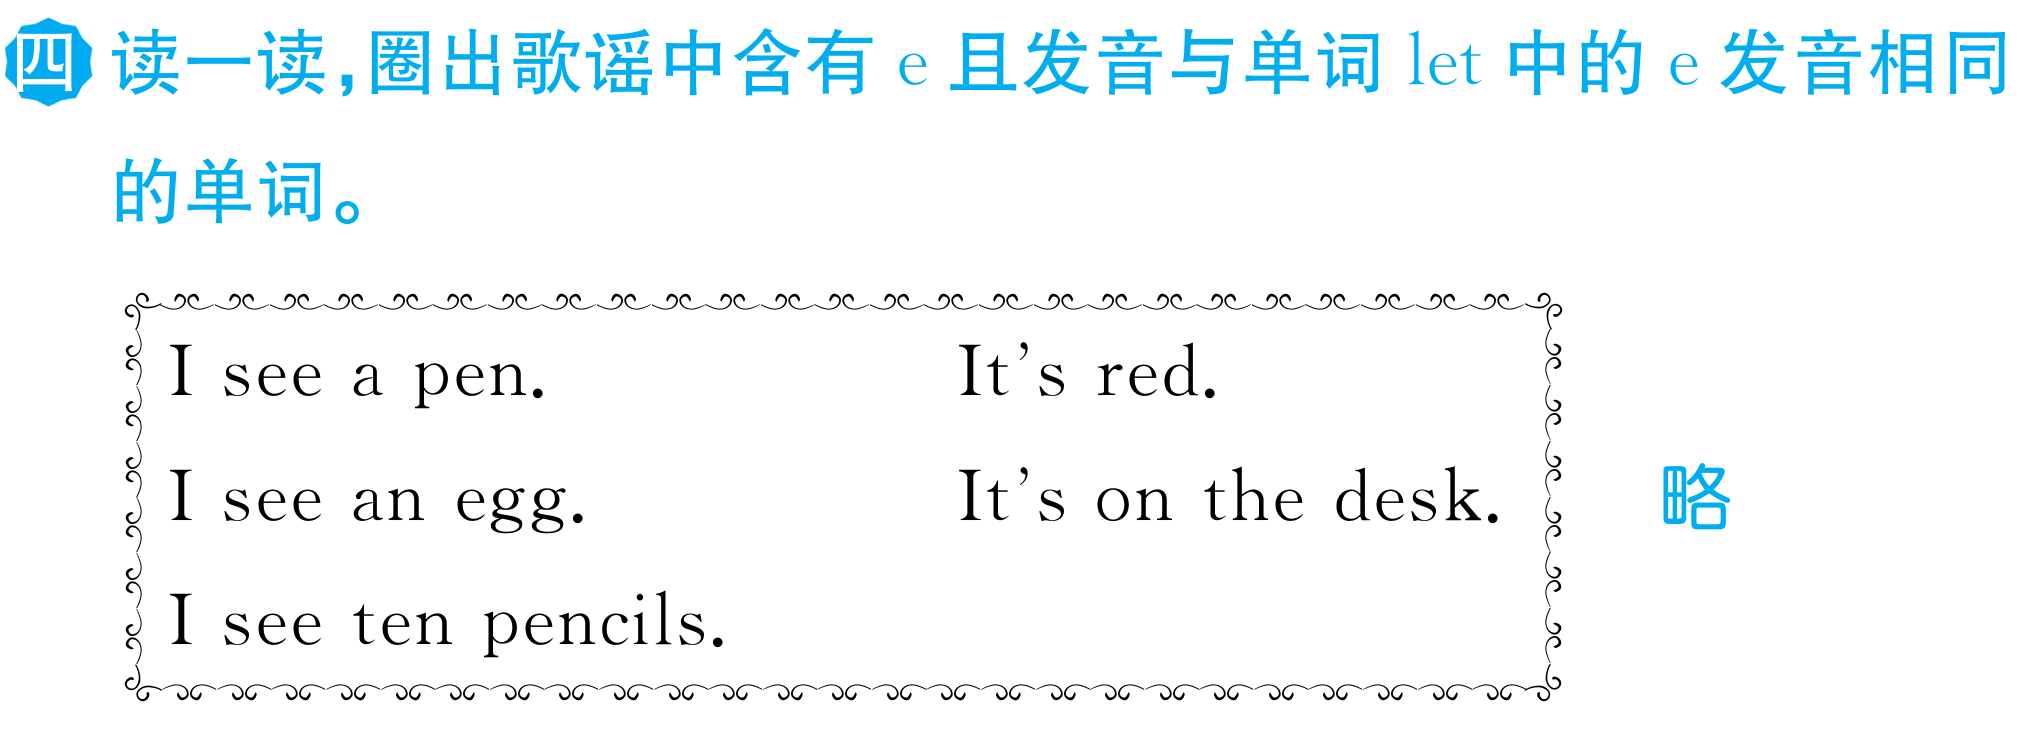 四 读一读,圈出歌谣中含有 e 且发音与单词 let 中的 e 发音相同
的单词。
I see a pen. It’s red.
I see an egg. It’s on the desk. 略
I see ten pencils.